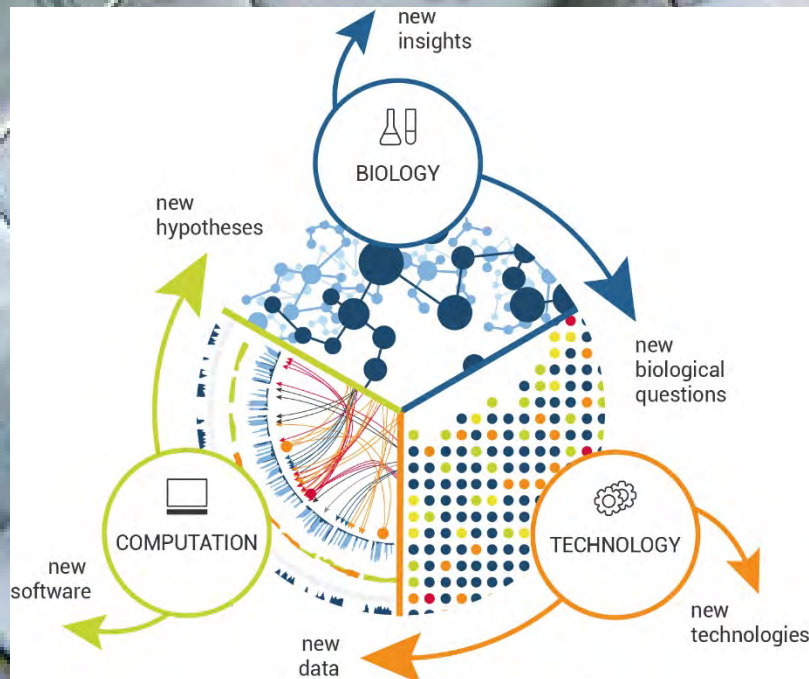 new
insights
BIOLOGY
new
hypotheses
new
biological
questions
COMPUTATION
TECHNOLOGY
new
software
new
technologies
new
data